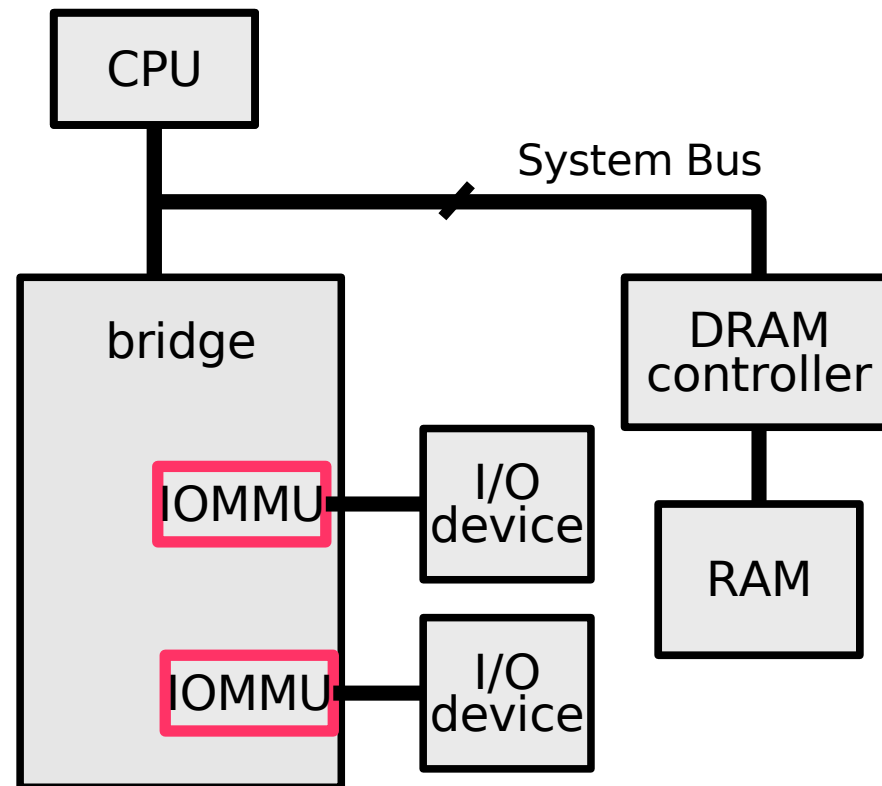 CPU
System Bus
bridge
DRAM
controller
IOMMU
I/O
device
RAM
IOMMU
I/O
device